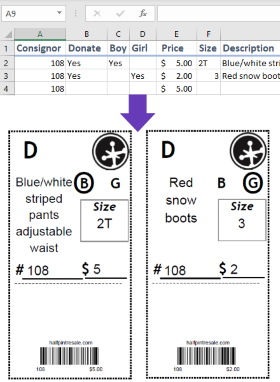 A9
fx
A B C D E F G
1 Consignor Donate Boy Girl Price Size Description
2 108 Yes Yes $ 5.00 2T Blue/white stri
3 108 Yes Yes $ 2.00 3 Red snow boot
4 108 $ 5.00
D
Blue/white
striped
pants
adjustable
waist
B G
Size
2T
# 108 $ 5
halfpintresale.com
108 $5.00
D
Red
snow
boots
B G
Size
3
# 108 $ 2
halfpintresale.com
108 $2.00